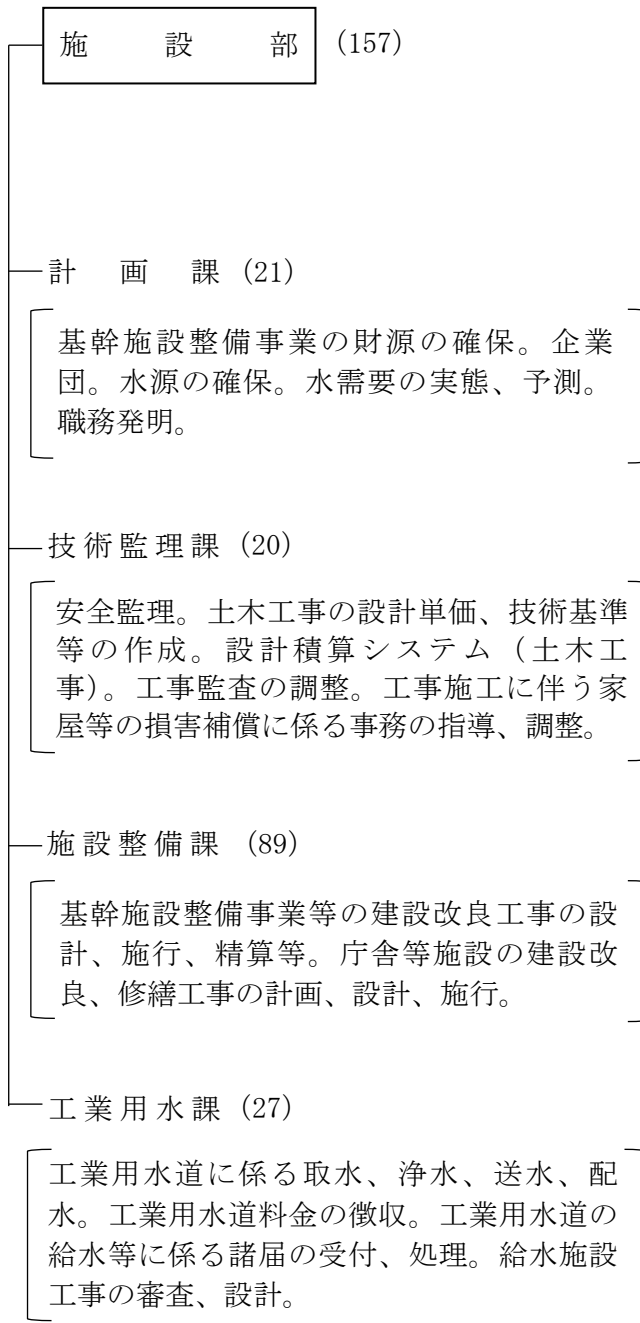 施設部 (157)
計画課 (21)
基幹施設整備事業の財源の確保。企業
団。水源の確保。水需要の実態、予測。
職務発明。
技術監理課 (20)
安全監理。土木工事の設計単価、技術基準
等の作成。設計積算システム（土木工
事）。工事監査の調整。工事施工に伴う家
屋等の損害補償に係る事務の指導、調整。
施設整備課 (89)
基幹施設整備事業等の建設改良工事の設
計、施行、精算等。庁舎等施設の建設改
良、修繕工事の計画、設計、施行。
工業用水課 (27)
工業用水道に係る取水、浄水、送水、配
水。工業用水道料金の徴収。工業用水道の
給水等に係る諸届の受付、処理。給水施設
工事の審査、設計。